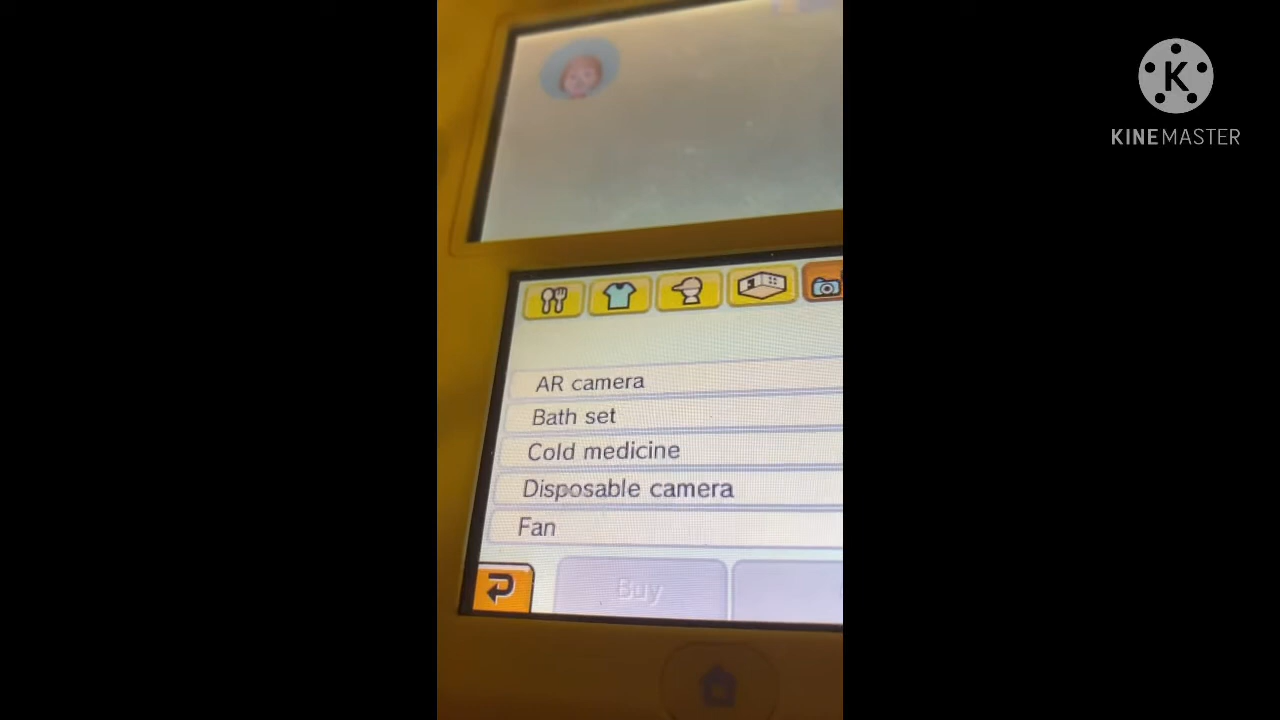 K
KINEMASTER
AR camera
Bath set
Cold medicine
Disposable camera
Fan
Buy